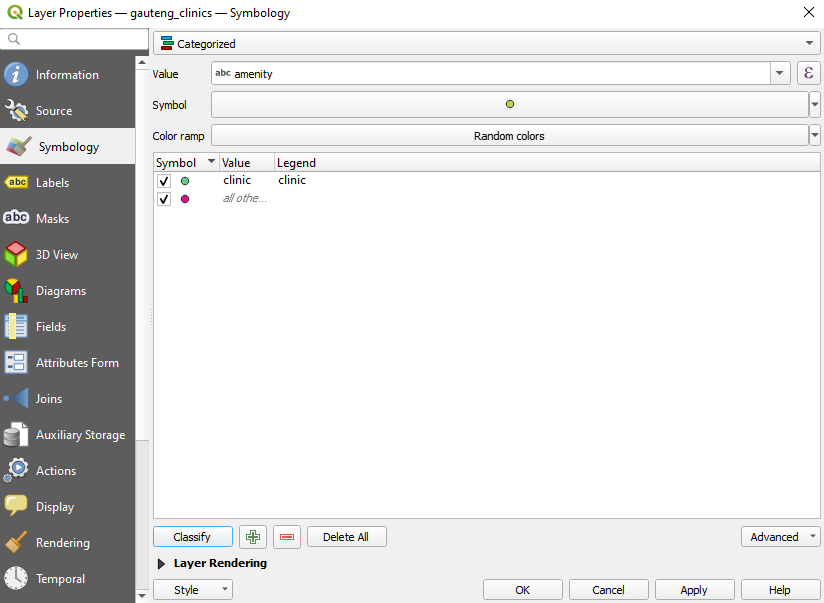 Layer Properties — gauteng_clinics — Symbology
Categorized
Value abc amenity ε
Symbol
Color ramp Random colors
Symbol Value Legend
clinic clinic
all othe...
i Information
Source
Symbology
abc Labels
abc Masks
3D View
Diagrams
Fields
Attributes Form
Joins
Auxiliary Storage
Actions
Display
Rendering
Temporal
Classify Delete All Advanced
Layer Rendering
Style OK Cancel Apply Help